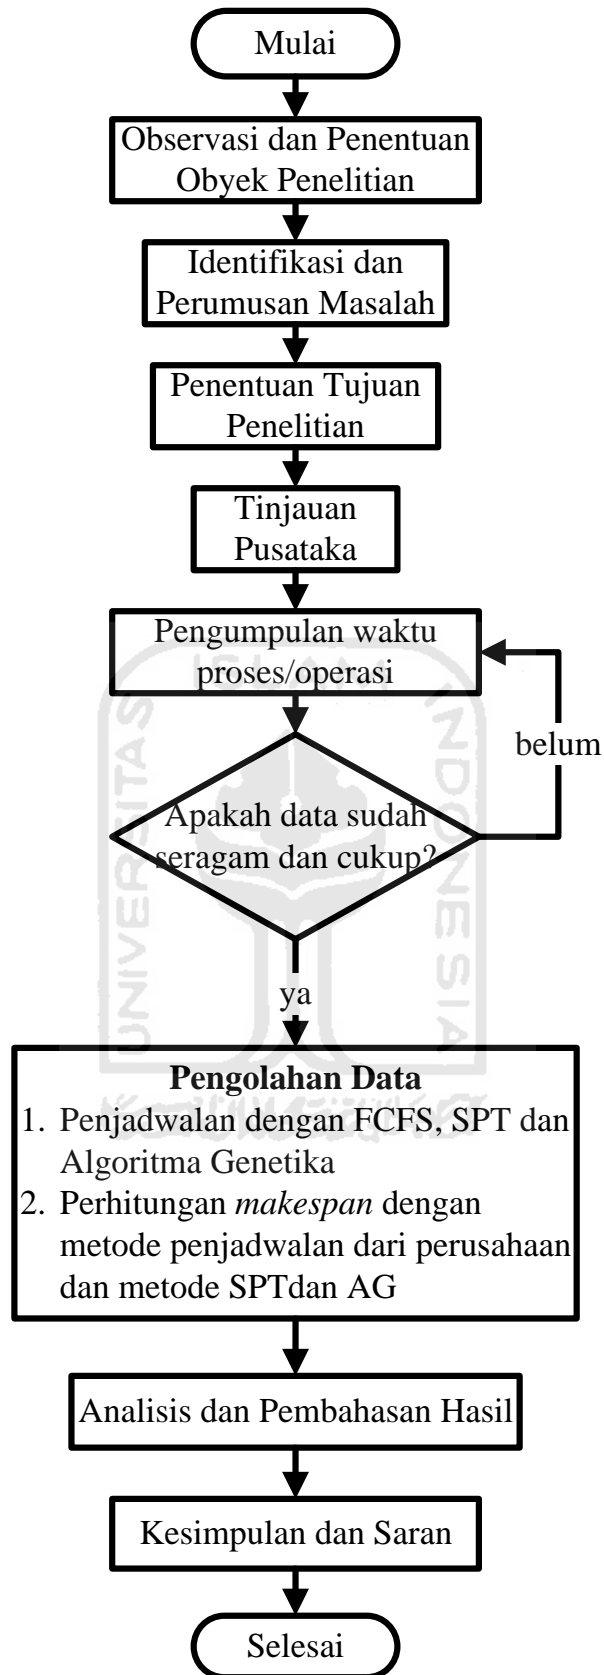 Mulai
Observasi dan Penentuan
Obyek Penelitian
Identifikasi dan
Perumusan Masalah
Penentuan Tujuan
Penelitian
Tinjauan
Pusataka
Pengumpulan waktu
proses/operasi
belum
Apakah data sudah
seragam dan cukup?
ya
Pengolahan Data
1. Penjadwalan dengan FCFS, SPT dan
Algoritma Genetika
2. Perhitungan makespan dengan
metode penjadwalan dari perusahaan
dan metode SPTdan AG
Analisis dan Pembahasan Hasil
Kesimpulan dan Saran
Selesai
UNIVERSITAS
ISLAM
INDONESIA